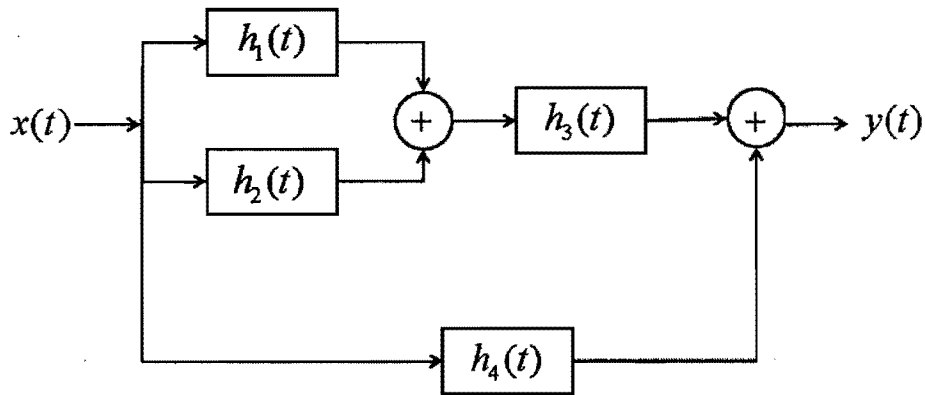 h₁(t)
x(t)
+
h₃(t)
+
y(t)
h₂(t)
h₄(t)